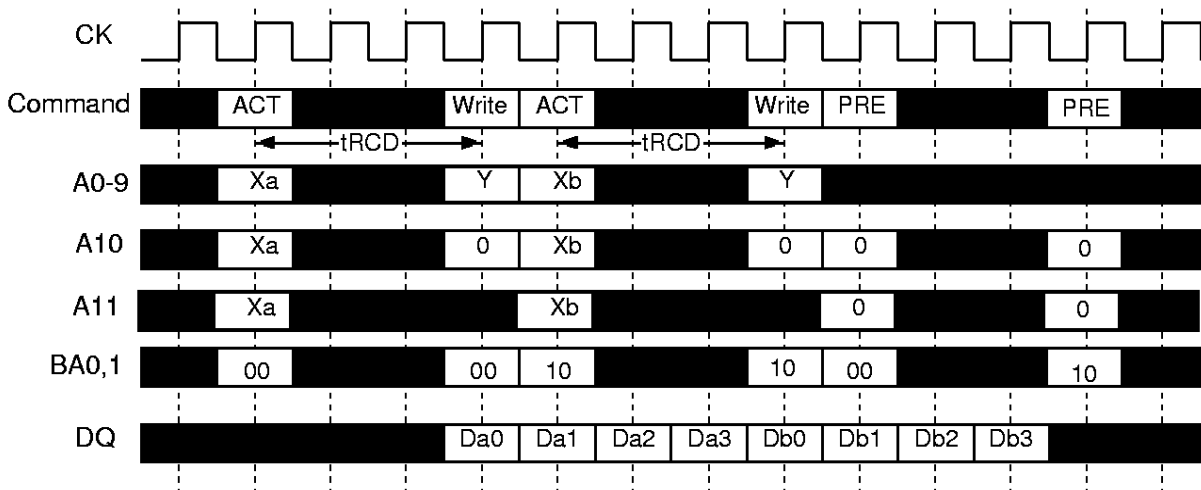 CK
Command ACT Write ACT Write PRE PRE
tRCD tRCD
A0-9 Xa Y Xb Y
A10 Xa 0 Xb 0 0 0
A11 Xa Xb 0 0
BA0,1 00 00 10 10 00 10
DQ Da0 Da1 Da2 Da3 Db0 Db1 Db2 Db3